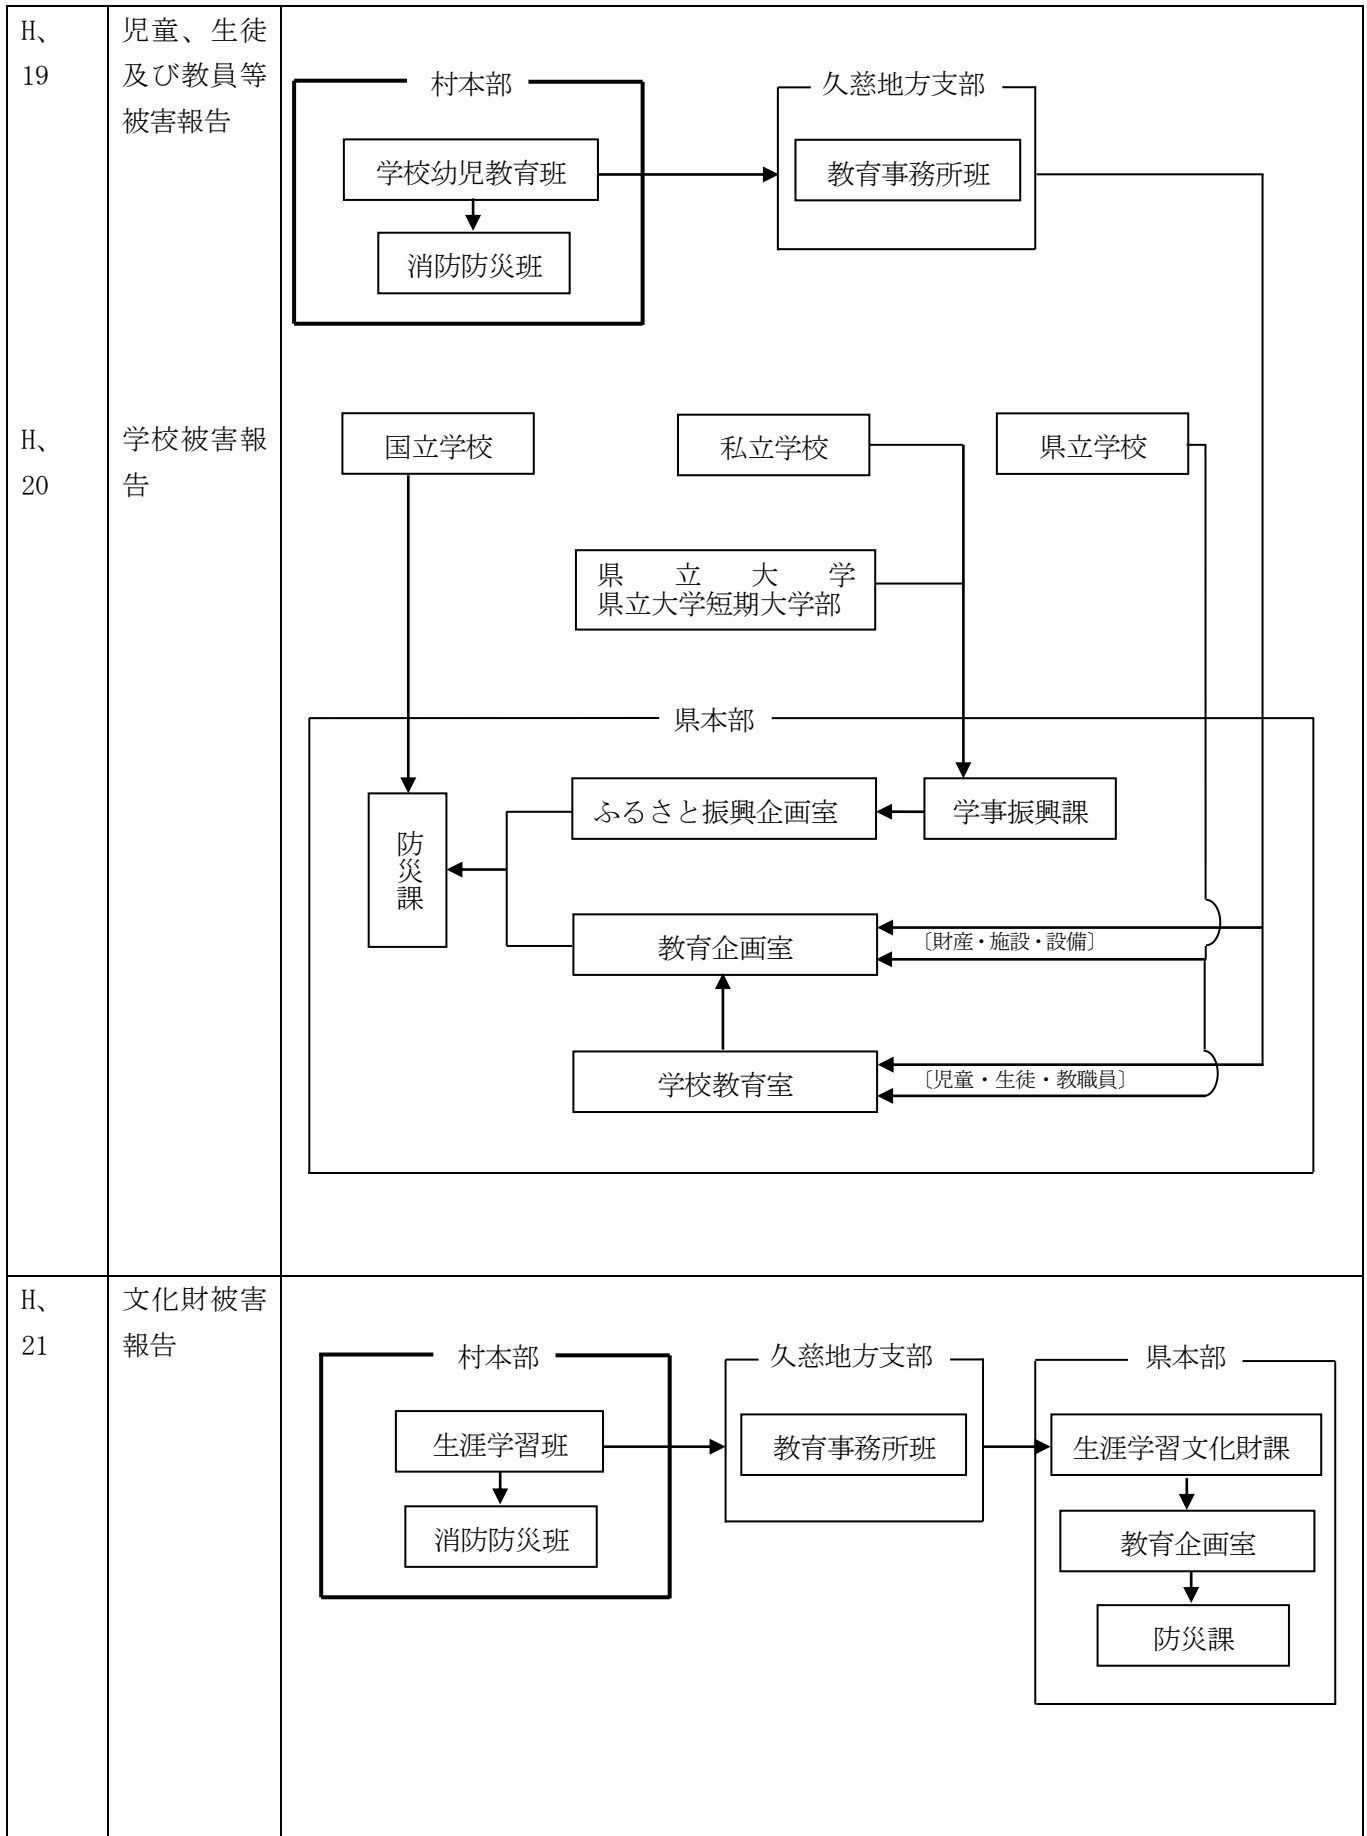 H、
19
児童、生徒
及び教員等
被害報告
村本部
久慈地方支部
学校幼児教育班
教育事務所班
消防防災班
H、
20
学校被害報
告
国立学校
私立学校
県立学校
県立大学
県立大学短期大学部
県本部
ふるさと振興企画室
学事振興課
防災課
教育企画室
〔財産・施設・設備〕
学校教育室
〔児童・生徒・教職員〕
H、
21
文化財被害
報告
村本部
久慈地方支部
県本部
生涯学習班
教育事務所班
生涯学習文化財課
消防防災班
教育企画室
防災課